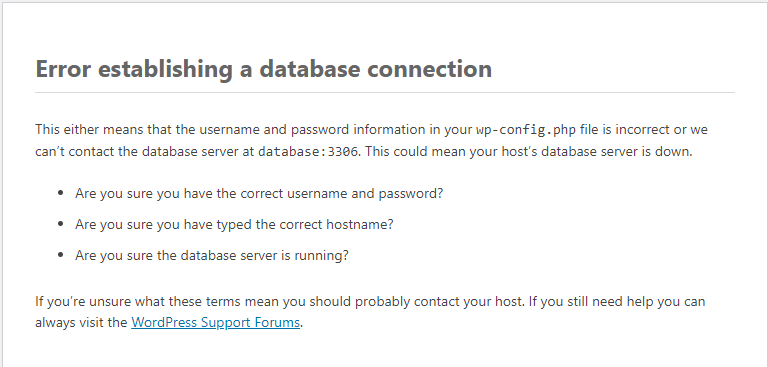 Error establishing a database connection
This either means that the username and password information in your wp-config.php file is incorrect or we
can’t contact the database server at database:3306. This could mean your host’s database server is down.
• Are you sure you have the correct username and password?
• Are you sure you have typed the correct hostname?
• Are you sure the database server is running?
If you’re unsure what these terms mean you should probably contact your host. If you still need help you can
always visit the WordPress Support Forums.